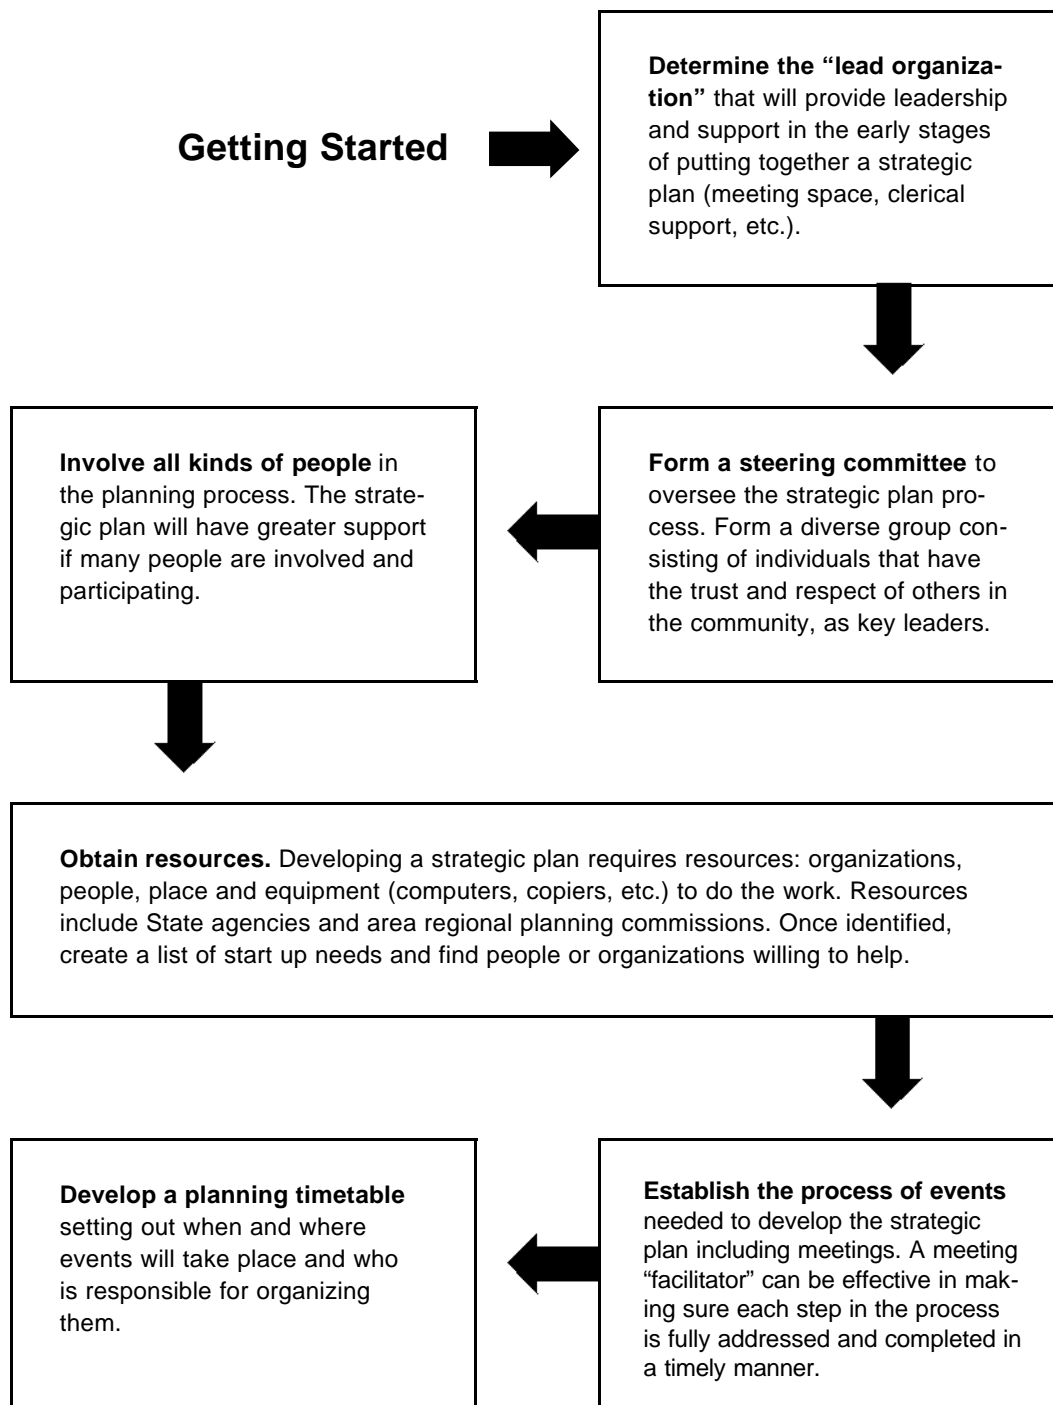 Getting Started
Determine the “lead organiza-
tion” that will provide leadership
and support in the early stages
of putting together a strategic
plan (meeting space, clerical
support, etc.).
Form a steering committee to
oversee the strategic plan pro-
cess. Form a diverse group con-
sisting of individuals that have
the trust and respect of others in
the community, as key leaders.
Involve all kinds of people in
the planning process. The strate-
gic plan will have greater support
if many people are involved and
participating.
Obtain resources. Developing a strategic plan requires resources: organizations,
people, place and equipment (computers, copiers, etc.) to do the work. Resources
include State agencies and area regional planning commissions. Once identified,
create a list of start up needs and find people or organizations willing to help.
Establish the process of events
needed to develop the strategic
plan including meetings. A meeting
“facilitator” can be effective in mak-
ing sure each step in the process
is fully addressed and completed in
a timely manner.
Develop a planning timetable
setting out when and where
events will take place and who
is responsible for organizing
them.